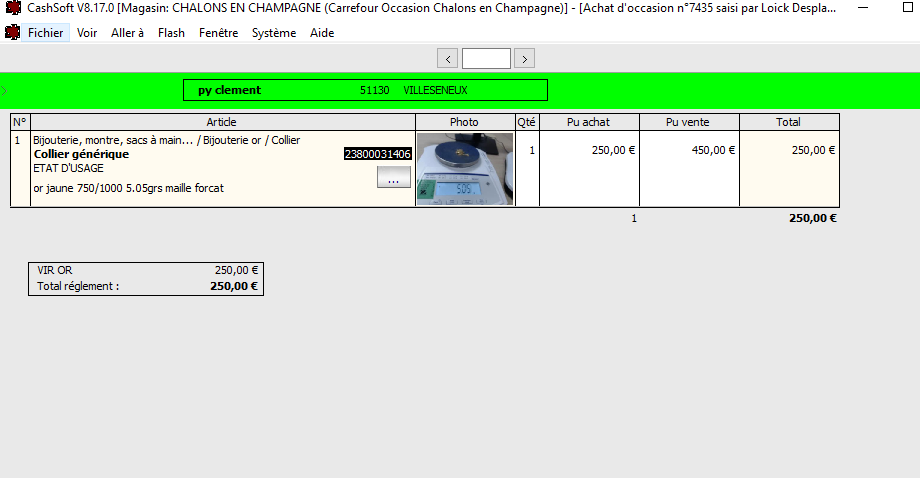 CashSoft V8.17.0 [Magasin: CHALONS EN CHAMPAGNE (Carrefour Occasion Chalons en Champagne)] - [Achat d'occasion n°7435 saisi par Loick Despla...
Fichier Voir Aller à Flash Fenêtre Système Aide
py clement 51130 VILLESENEUX
N° Article Photo Qté Pu achat Pu vente Total
1 Bijouterie, montre, sacs à main... / Bijouterie or / Collier
Collier générique 23800031406 1 250,00 € 450,00 € 250,00 €
ETAT D'USAGE
...
or jaune 750/1000 5.05grs maille forcat
505
1 250,00 €
VIR OR 250,00 €
Total réglement : 250,00 €